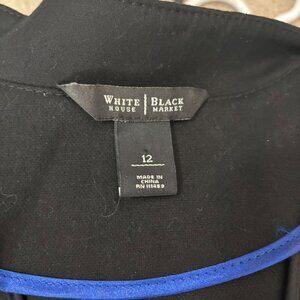 WHITE | BLACK
HOUSE | MARKET
12
MADE IN
CHINA
RN 111489